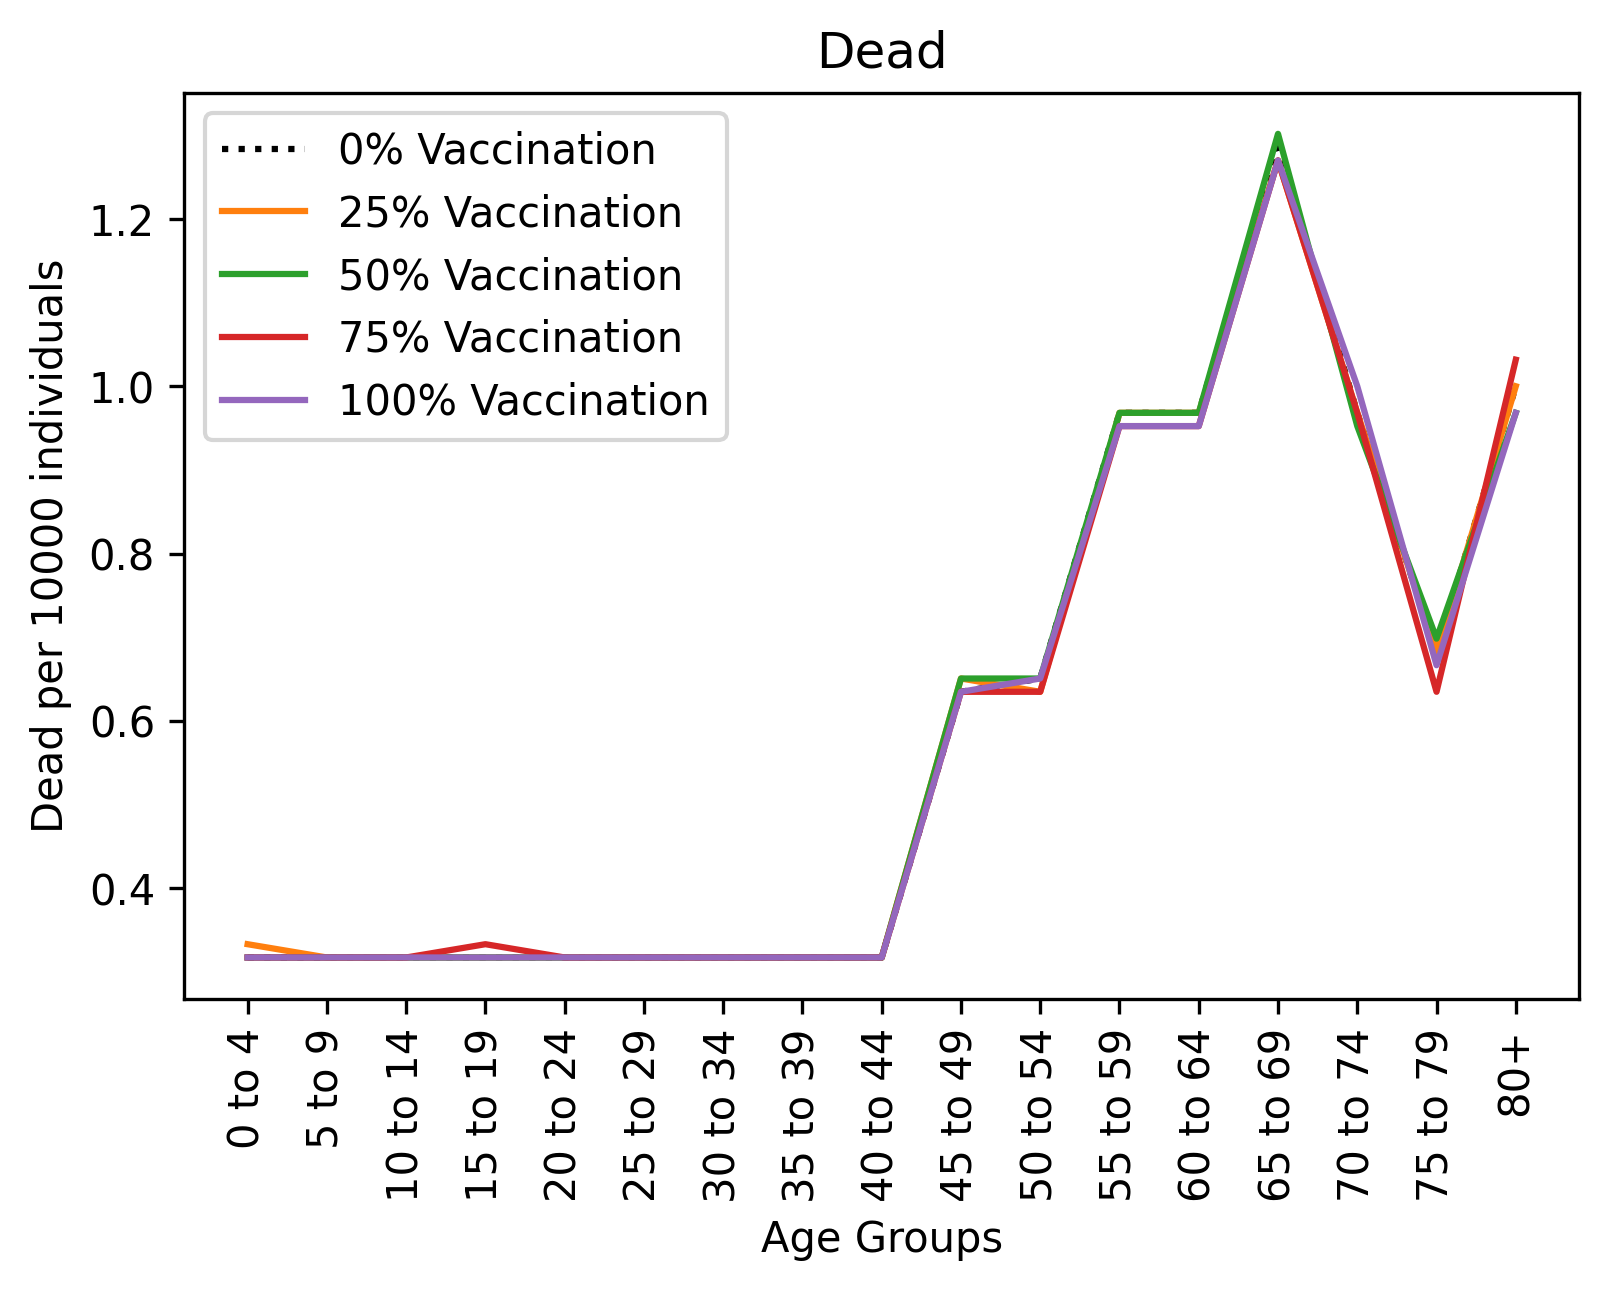 Dead
0% Vaccination
25% Vaccination
50% Vaccination
75% Vaccination
100% Vaccination
Dead per 10000 individuals
1.2
1.0
0.8
0.6
0.4
0 to 4
5 to 9
10 to 14
15 to 19
20 to 24
25 to 29
30 to 34
35 to 39
40 to 44
45 to 49
50 to 54
55 to 59
60 to 64
65 to 69
70 to 74
75 to 79
80+
Age Groups